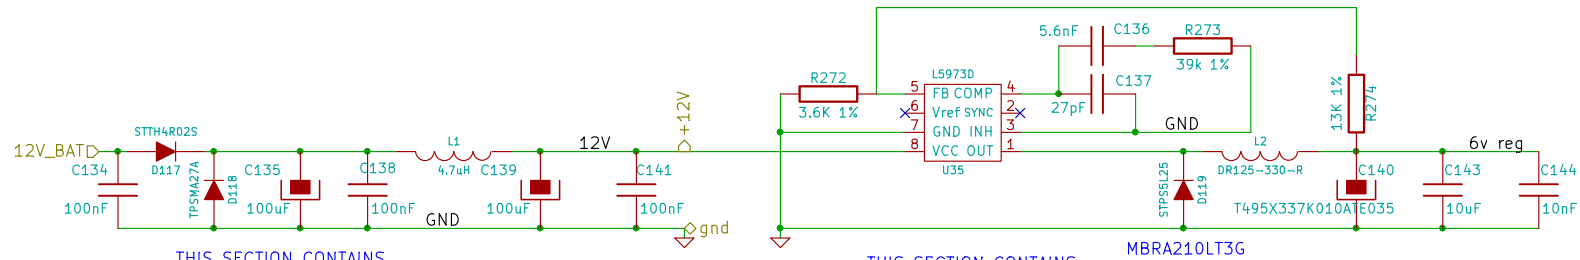 12V_BAT
C134
100nF
STTH4R02S
D117
TPSMA27A
D118
C135
100uF
C138
100nF
GND
L1
4.7uH
C139
100uF
12V
C141
100nF
+12V
gnd
THIS SECTION CONTAINS
R272
3.6K 1%
L5973D
5 FB COMP 4
6 Vref SYNC 2
7 GND INH 3
8 VCC OUT 1
U35
5.6nF C136
R273
39k 1%
C137
27pF
GND
13K 1%
R274
STPS5L25
D119
L2
DR125-330-R
C140
T495X337K010ATE035
6v reg
C143
10uF
C144
10nF
MBRA210LT3G
THIS SECTION CONTAINS